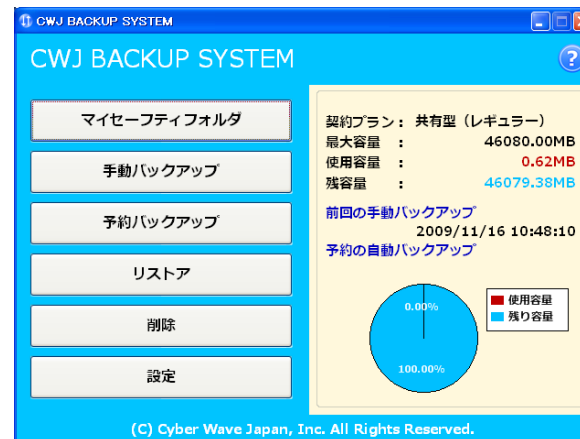 CWJ BACKUP SYSTEM
CWJ BACKUP SYSTEM
?
マイセーフティフォルダ
手動バックアップ
予約バックアップ
リストア
削除
設定
契約プラン : 共有型（レギュラー）
最大容量 : 46080.00MB
使用容量 : 0.62MB
残容量 : 46079.38MB
前回の手動バックアップ
2009/11/16 10:48:10
予約の自動バックアップ
0.00%
100.00%
使用容量
残り容量
(C) Cyber Wave Japan, Inc. All Rights Reserved.